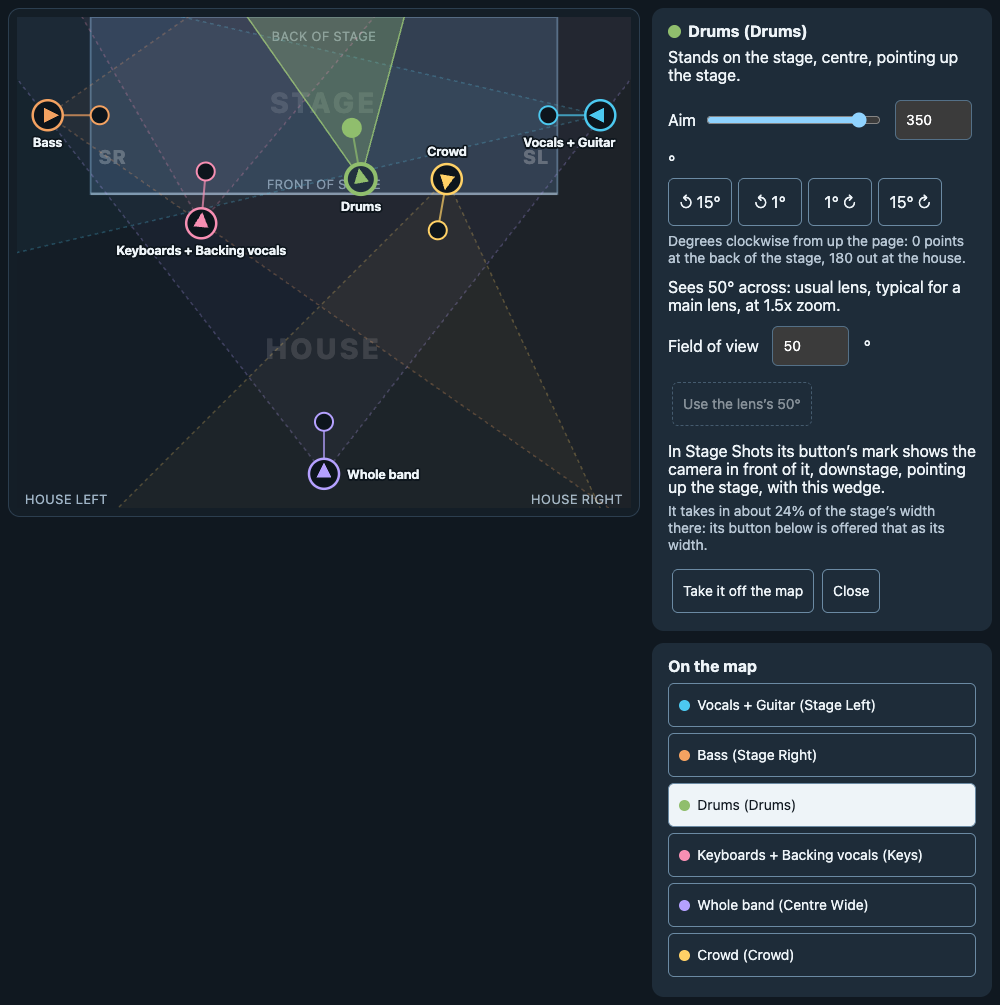 BACK OF STAGE
STAGE
Bass
Vocals + Guitar
SR
SL
Crowd
FRONT OF S
Drums
Keyboards + Backing vocals
HOUSE
Whole band
HOUSE LEFT
HOUSE RIGHT
Drums (Drums)
Stands on the stage, centre, pointing up
the stage.
Aim
350
°
↺ 15°
↺ 1°
1° ↻
15° ↻
Degrees clockwise from up the page: 0 points
at the back of the stage, 180 out at the house.
Sees 50° across: usual lens, typical for a
main lens, at 1.5x zoom.
Field of view
50
°
Use the lens’s 50°
In Stage Shots its button’s mark shows the
camera in front of it, downstage, pointing
up the stage, with this wedge.
It takes in about 24% of the stage’s width
there: its button below is offered that as its
width.
Take it off the map
Close
On the map
Vocals + Guitar (Stage Left)
Bass (Stage Right)
Drums (Drums)
Keyboards + Backing vocals (Keys)
Whole band (Centre Wide)
Crowd (Crowd)